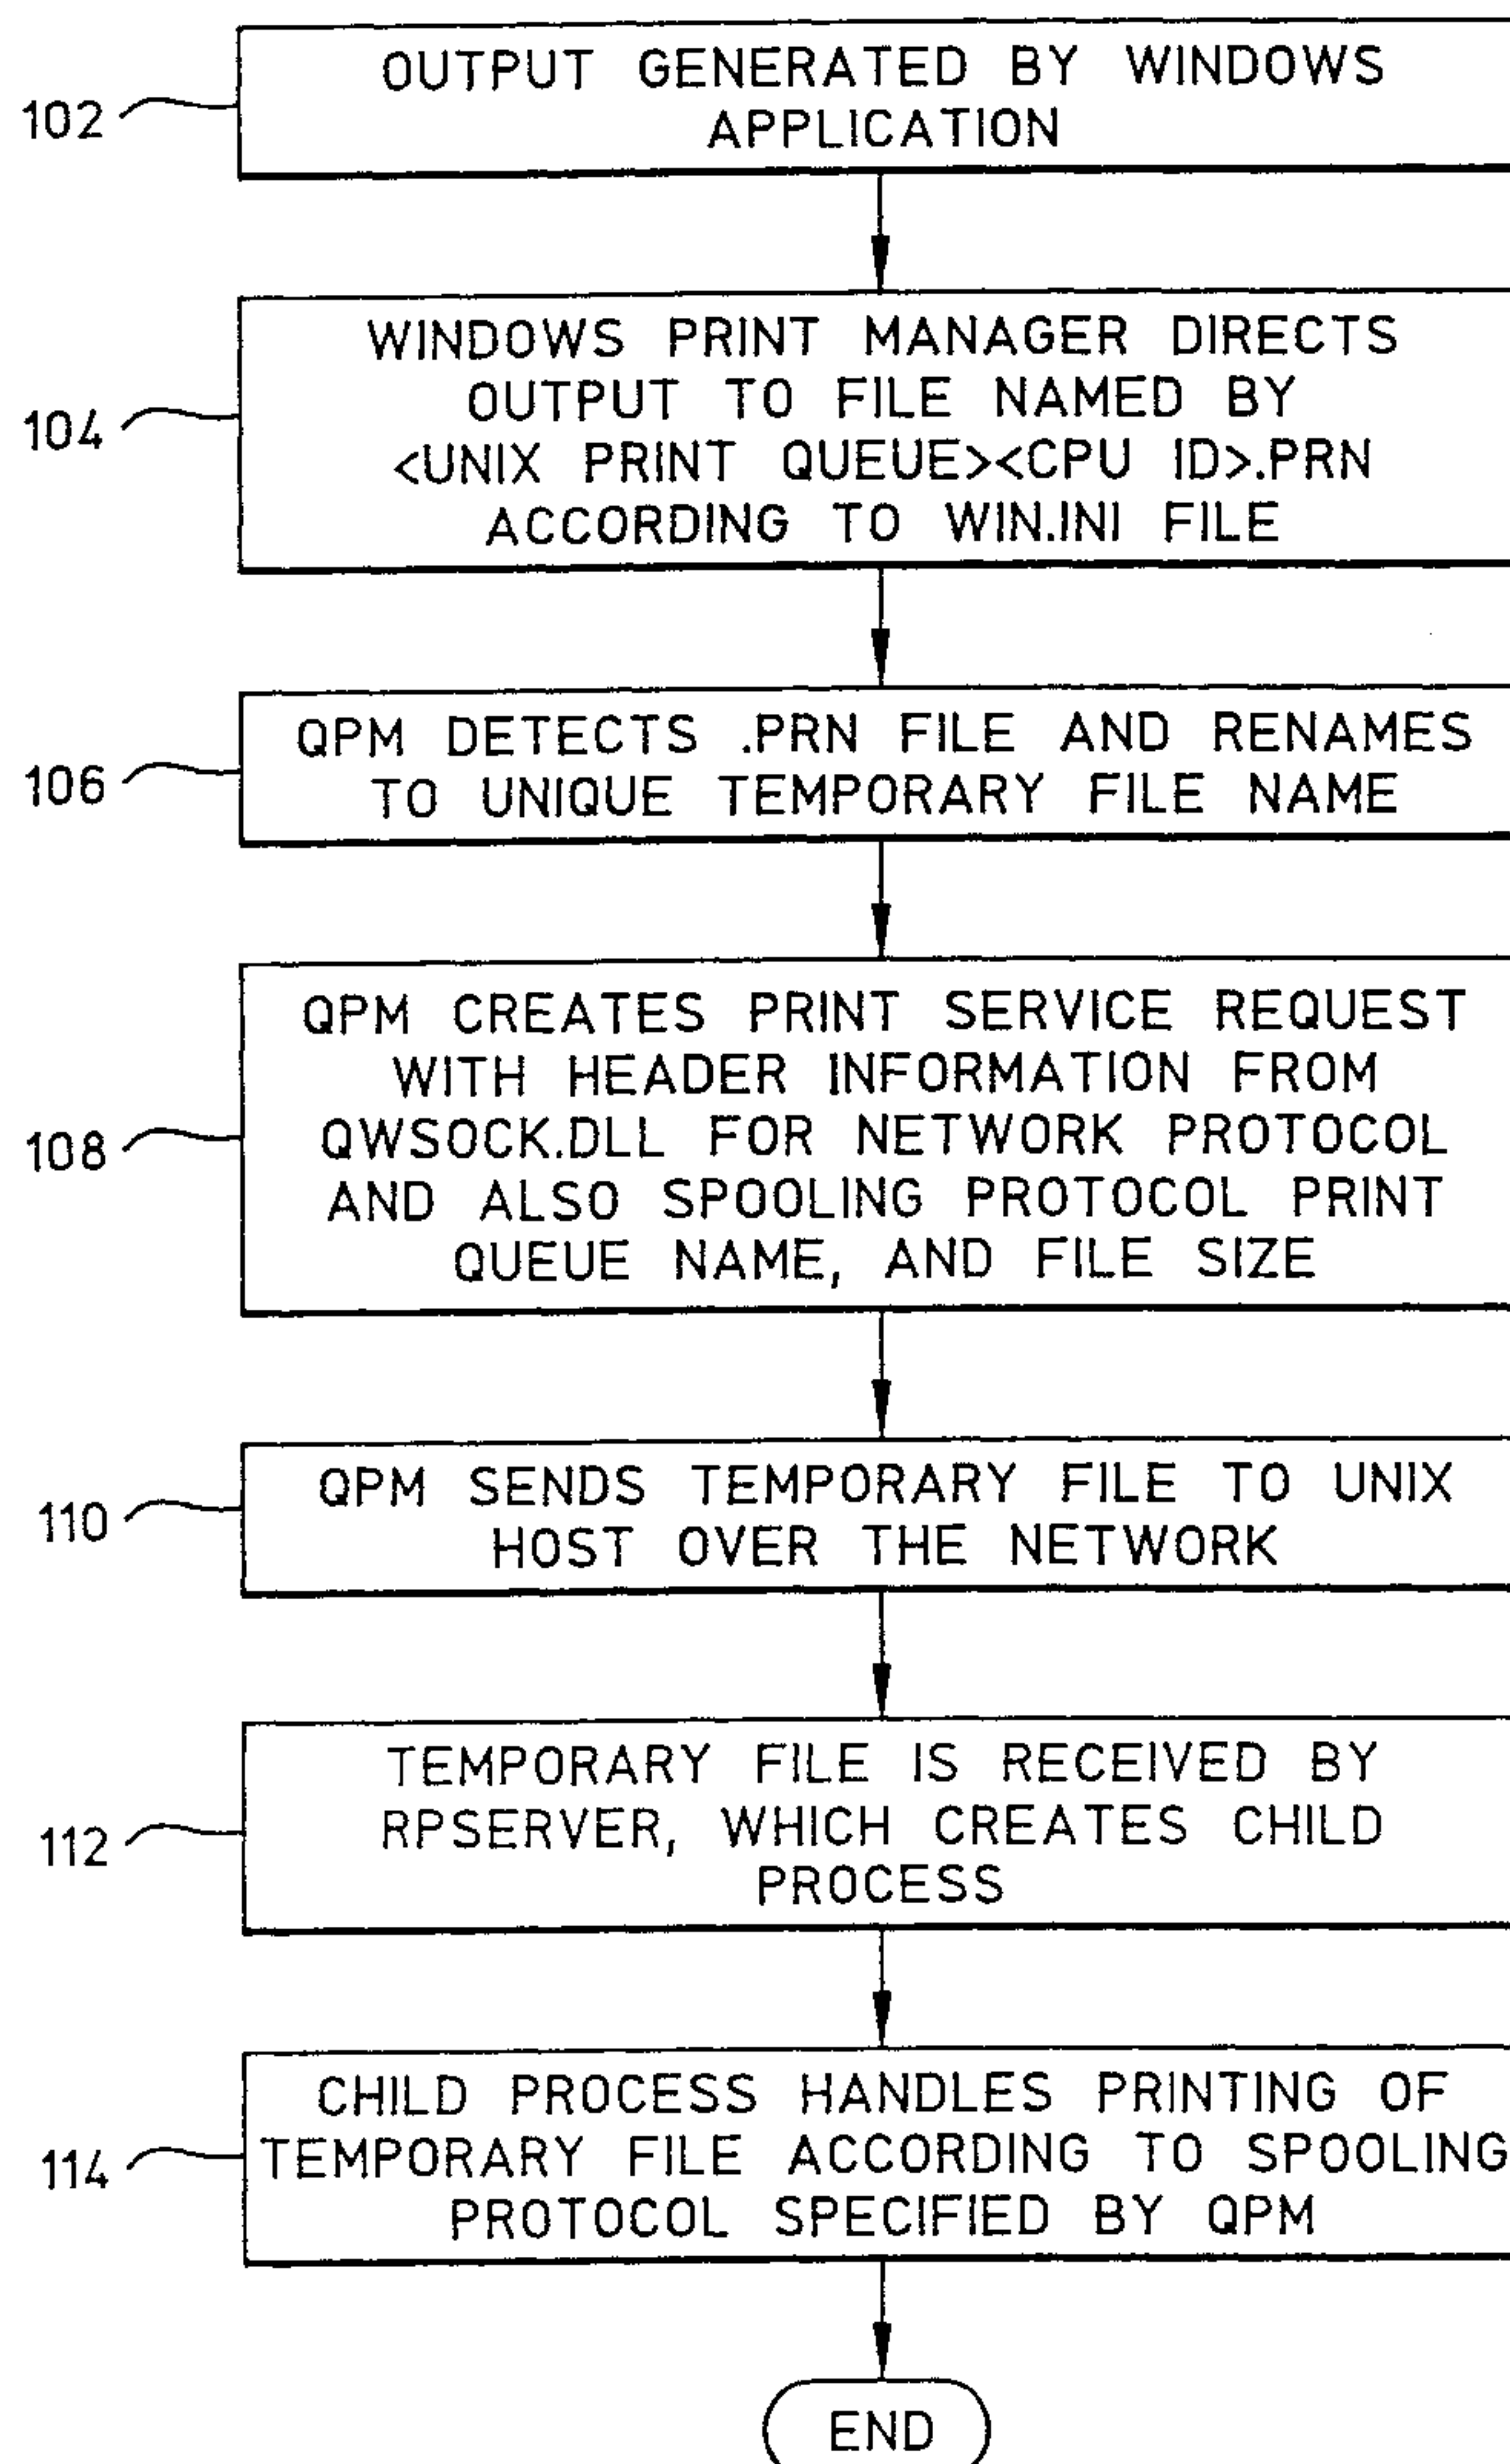 OUTPUT GENERATED BY WINDOWS
APPLICATION
102
WINDOWS PRINT MANAGER DIRECTS
OUTPUT TO FILE NAMED BY
<UNIX PRINT QUEUE><CPU ID>.PRN
ACCORDING TO WIN.INI FILE
104
QPM DETECTS .PRN FILE AND RENAMES
TO UNIQUE TEMPORARY FILE NAME
106
QPM CREATES PRINT SERVICE REQUEST
WITH HEADER INFORMATION FROM
QWSOCK.DLL FOR NETWORK PROTOCOL
AND ALSO SPOOLING PROTOCOL PRINT
QUEUE NAME, AND FILE SIZE
108
QPM SENDS TEMPORARY FILE TO UNIX
HOST OVER THE NETWORK
110
TEMPORARY FILE IS RECEIVED BY
RPSERVER, WHICH CREATES CHILD
PROCESS
112
CHILD PROCESS HANDLES PRINTING OF
TEMPORARY FILE ACCORDING TO SPOOLING
PROTOCOL SPECIFIED BY QPM
114
END